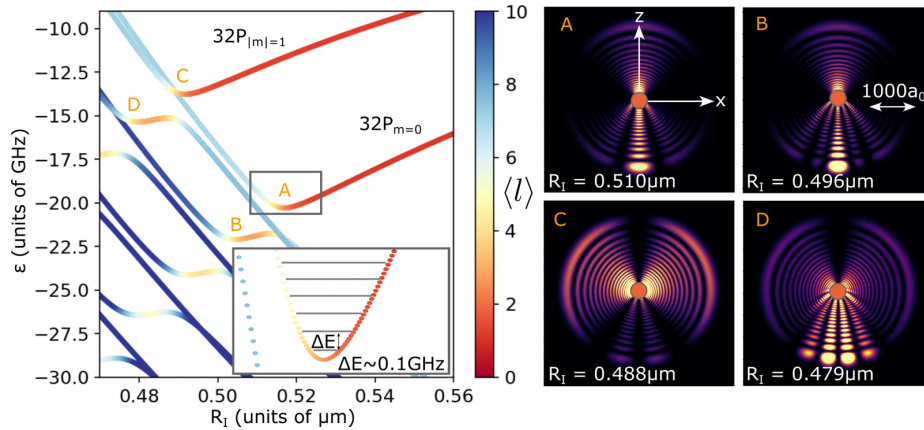 −10.0
−12.5
−15.0
−17.5
−20.0
−22.5
−25.0
−27.5
−30.0
ε (units of GHz)
0.48
0.50
0.52
0.54
0.56
R_I (units of µm)
32P_|m|=1
C
D
32P_m=0
A
B
ΔE
ΔE~0.1GHz
10
8
6
4
2
0
⟨l⟩
A
z
x
R_I = 0.510µm
B
1000a₀
R_I = 0.496µm
C
R_I = 0.488µm
D
R_I = 0.479µm